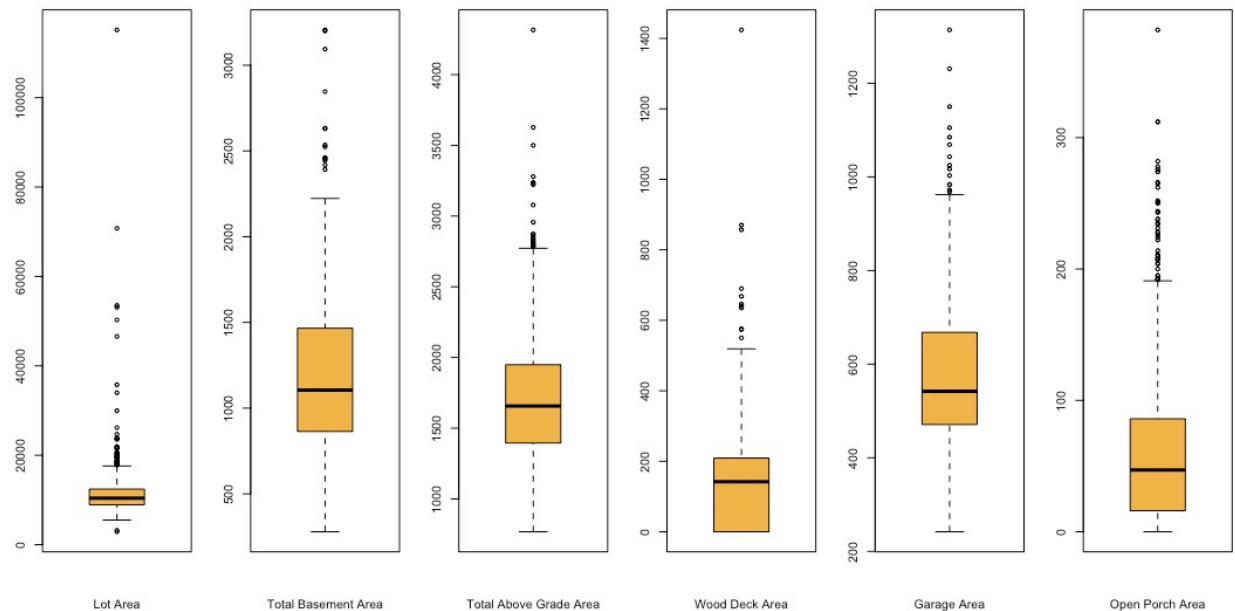 0 20000 40000 60000 80000 100000
500 1000 1500 2000 2500 3000
1000 1500 2000 2500 3000 3500 4000
0 200 400 600 800 1000 1200 1400
200 400 600 800 1000 1200
0 100 200 300
Lot Area
Total Basement Area
Total Above Grade Area
Wood Deck Area
Garage Area
Open Porch Area